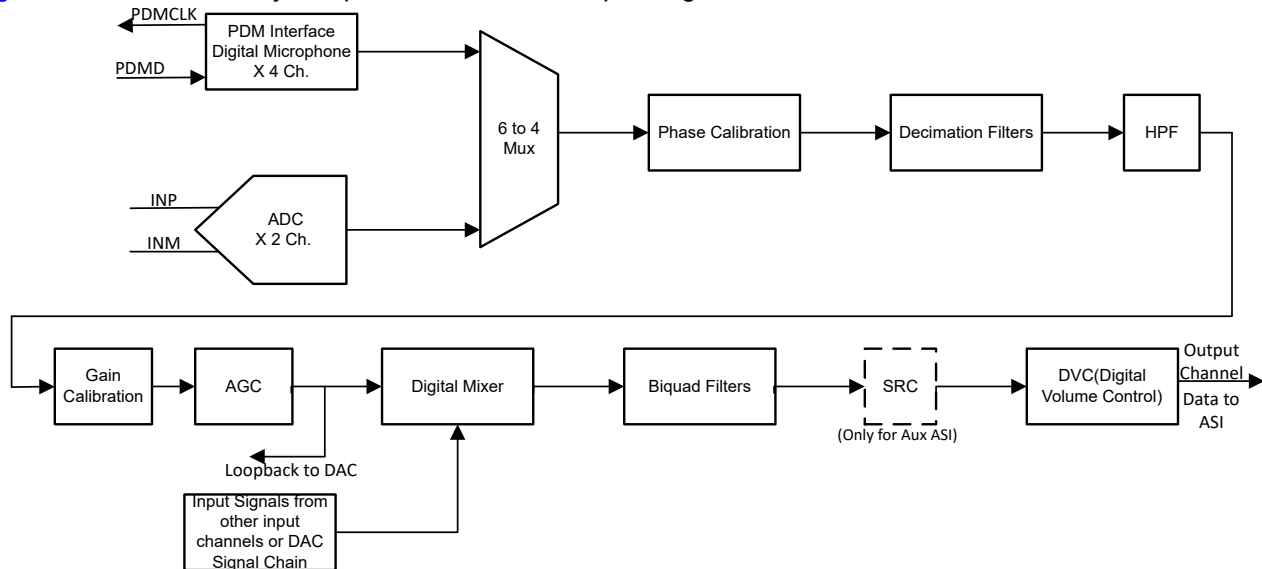 PDMCLK
PDM Interface
Digital Microphone
X 4 Ch.
PDMD
6 to 4
Mux
Phase Calibration
Decimation Filters
HPF
INP
ADC
X 2 Ch.
INM
Gain
Calibration
AGC
Digital Mixer
Biquad Filters
SRC
(Only for Aux ASI)
DVC(Digital
Volume Control)
Output
Channel
Data to
ASI
Loopback to DAC
Input Signals from
other input
channels or DAC
Signal Chain